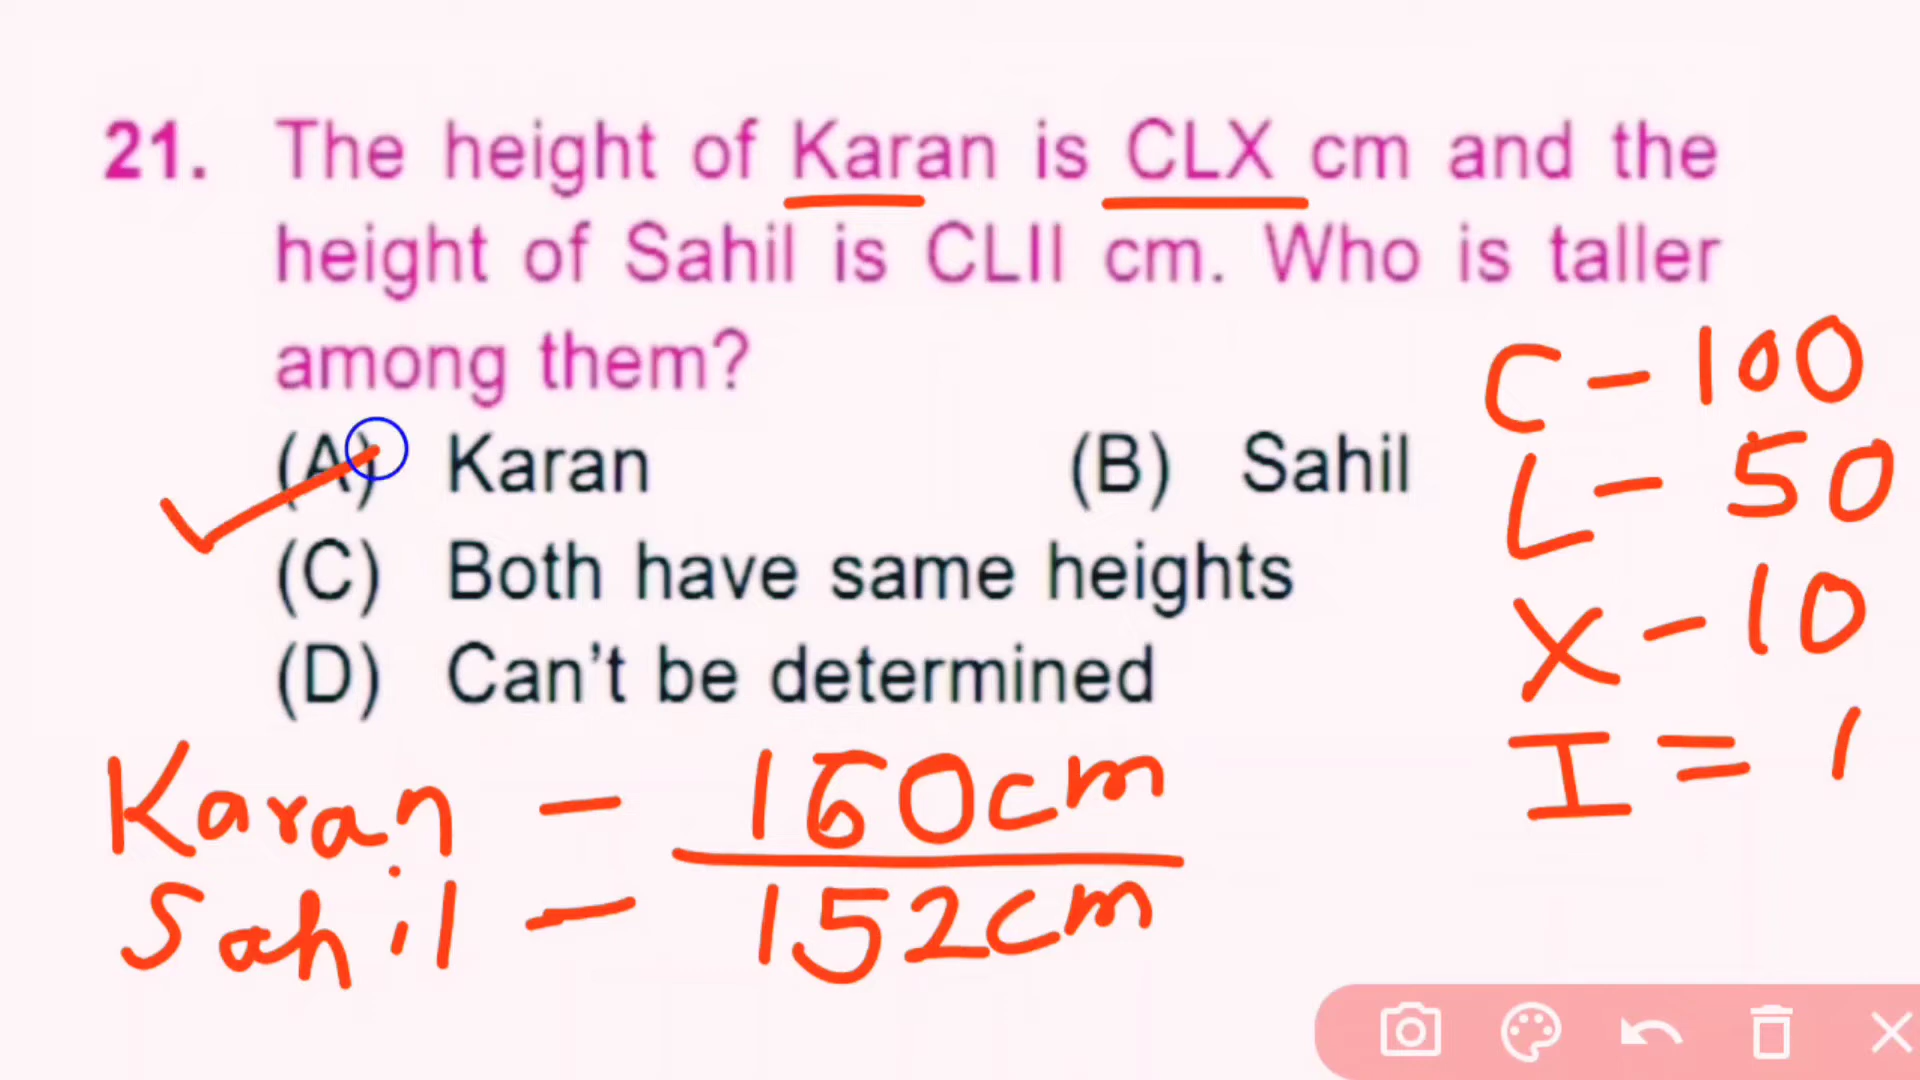 21. The height of Karan is CLX cm and the
height of Sahil is CLII cm. Who is taller
among them?
(A) Karan (B) Sahil
(C) Both have same heights
(D) Can't be determined
C - 100
L - 50
X - 10
I = 1
Karan - 160cm
Sahil - 152cm